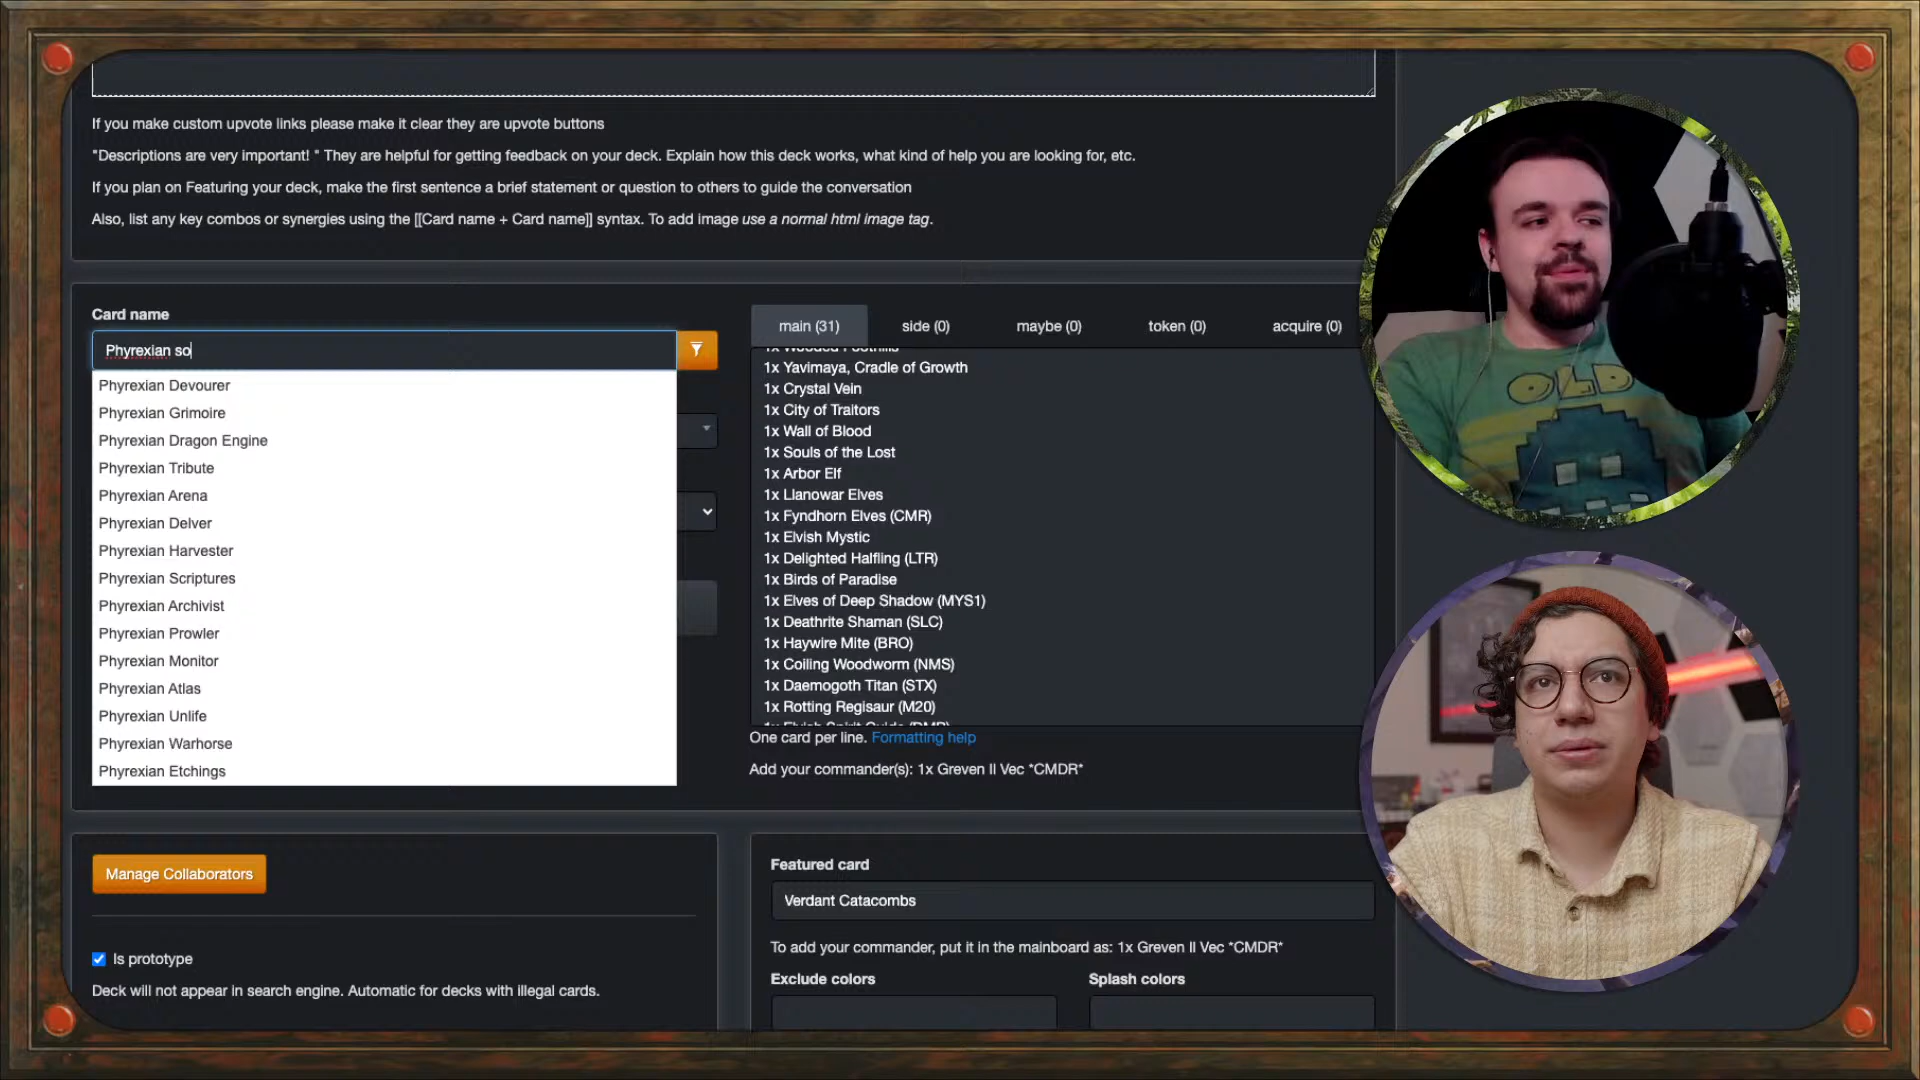 If you make custom upvote links please make it clear they are upvote buttons
"Descriptions are very important! " They are helpful for getting feedback on your deck. Explain how this deck works, what kind of help you are looking for, etc.
If you plan on Featuring your deck, make the first sentence a brief statement or question to others to guide the conversation
Also, list any key combos or synergies using the [[Card name + Card name]] syntax. To add image use a normal html image tag.
Card name
Phyrexian so
Phyrexian Devourer
Phyrexian Grimoire
Phyrexian Dragon Engine
Phyrexian Tribute
Phyrexian Arena
Phyrexian Delver
Phyrexian Harvester
Phyrexian Scriptures
Phyrexian Archivist
Phyrexian Prowler
Phyrexian Monitor
Phyrexian Atlas
Phyrexian Unlife
Phyrexian Warhorse
Phyrexian Etchings
main (31) side (0) maybe (0) token (0) acquire (0)
1x Wooded Foothills
1x Yavimaya, Cradle of Growth
1x Crystal Vein
1x City of Traitors
1x Wall of Blood
1x Souls of the Lost
1x Arbor Elf
1x Llanowar Elves
1x Fyndhorn Elves (CMR)
1x Elvish Mystic
1x Delighted Halfling (LTR)
1x Birds of Paradise
1x Elves of Deep Shadow (MYS1)
1x Deathrite Shaman (SLC)
1x Haywire Mite (BRO)
1x Coiling Woodworm (NMS)
1x Daemogoth Titan (STX)
1x Rotting Regisaur (M20)
1x Elvish Spirit Guide (DMR)
One card per line. Formatting help
Add your commander(s): 1x Greven Il Vec *CMDR*
Manage Collaborators
Is prototype
Deck will not appear in search engine. Automatic for decks with illegal cards.
Featured card
Verdant Catacombs
To add your commander, put it in the mainboard as: 1x Greven Il Vec *CMDR*
Exclude colors Splash colors
OLD